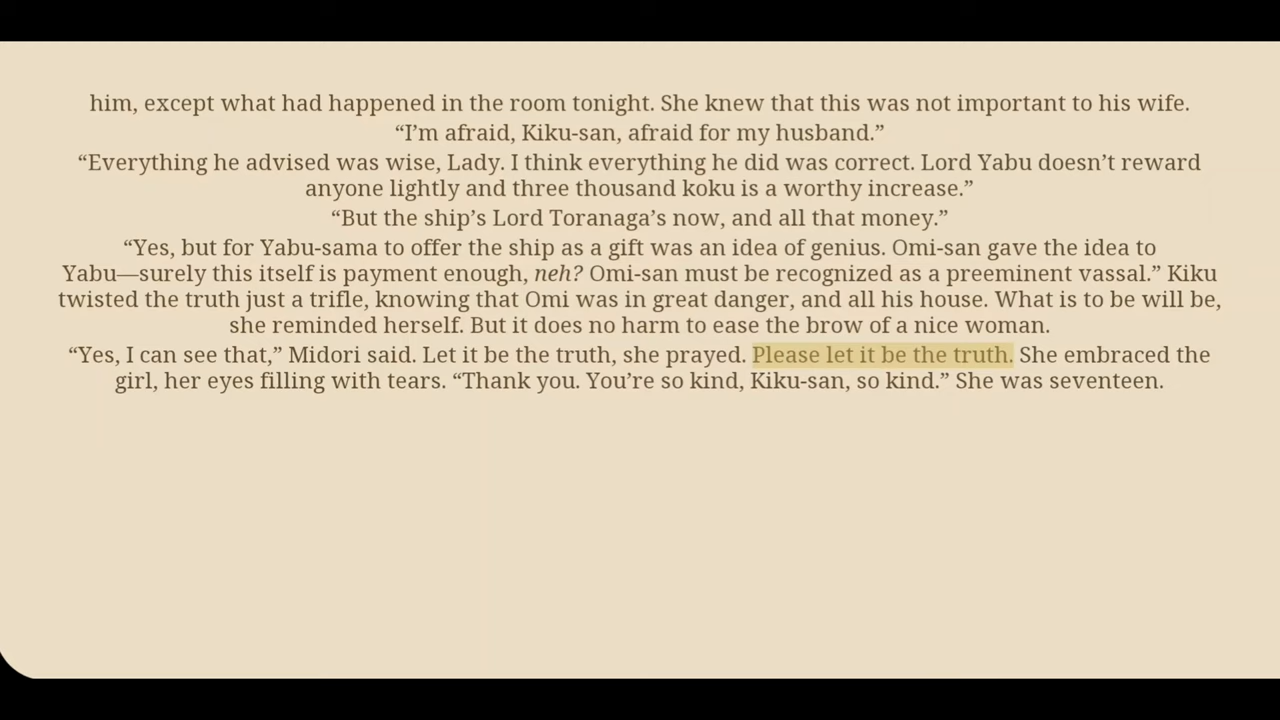 him, except what had happened in the room tonight. She knew that this was not important to his wife.
“I’m afraid, Kiku-san, afraid for my husband.”
“Everything he advised was wise, Lady. I think everything he did was correct. Lord Yabu doesn’t reward
anyone lightly and three thousand koku is a worthy increase.”
“But the ship’s Lord Toranaga’s now, and all that money.”
“Yes, but for Yabu-sama to offer the ship as a gift was an idea of genius. Omi-san gave the idea to
Yabu—surely this itself is payment enough, neh? Omi-san must be recognized as a preeminent vassal.” Kiku
twisted the truth just a trifle, knowing that Omi was in great danger, and all his house. What is to be will be,
she reminded herself. But it does no harm to ease the brow of a nice woman.
“Yes, I can see that,” Midori said. Let it be the truth, she prayed. Please let it be the truth. She embraced the
girl, her eyes filling with tears. “Thank you. You’re so kind, Kiku-san, so kind.” She was seventeen.